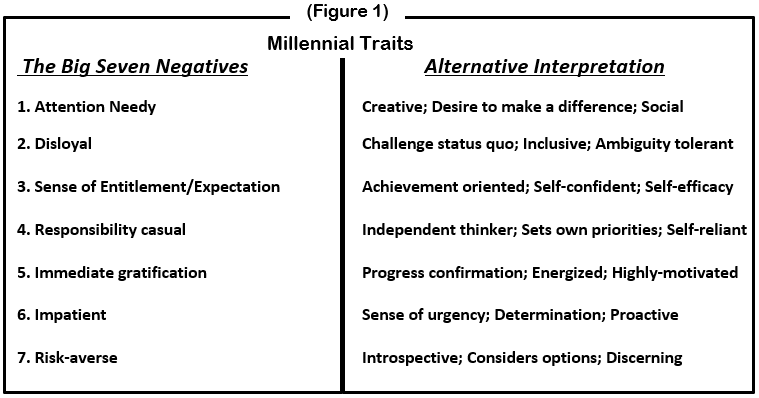 (Figure 1)
Millennial Traits
The Big Seven Negatives Alternative Interpretation
1. Attention Needy Creative; Desire to make a difference; Social
2. Disloyal Challenge status quo; Inclusive; Ambiguity tolerant
3. Sense of Entitlement/Expectation Achievement oriented; Self-confident; Self-efficacy
4. Responsibility casual Independent thinker; Sets own priorities; Self-reliant
5. Immediate gratification Progress confirmation; Energized; Highly-motivated
6. Impatient Sense of urgency; Determination; Proactive
7. Risk-averse Introspective; Considers options; Discerning